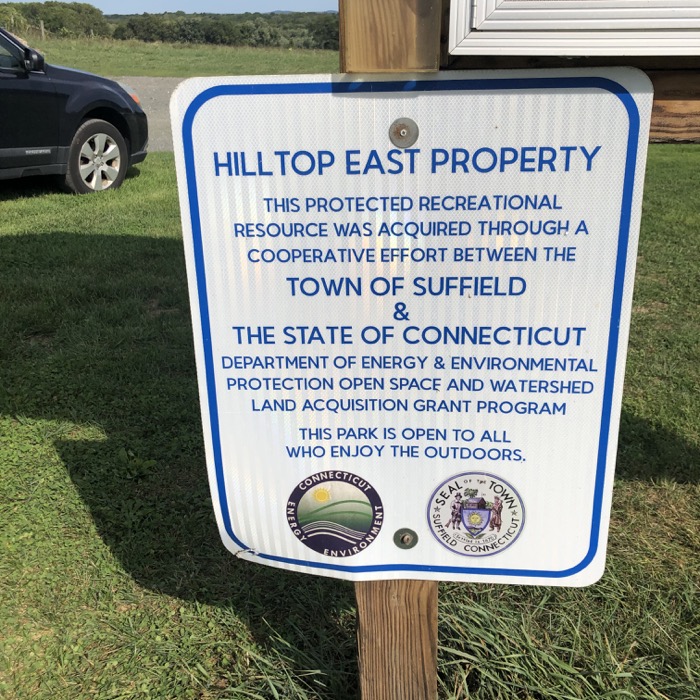 HILLTOP EAST PROPERTY
THIS PROTECTED RECREATIONAL
RESOURCE WAS ACQUIRED THROUGH A
COOPERATIVE EFFORT BETWEEN THE
TOWN OF SUFFIELD
&
THE STATE OF CONNECTICUT
DEPARTMENT OF ENERGY & ENVIRONMENTAL
PROTECTION OPEN SPACE AND WATERSHED
LAND ACQUISITION GRANT PROGRAM
THIS PARK IS OPEN TO ALL
WHO ENJOY THE OUTDOORS.
CONNECTICUT
ENERGY ENVIRONMENT
SEAL OF THE TOWN
SUFFIELD CONNECTICUT